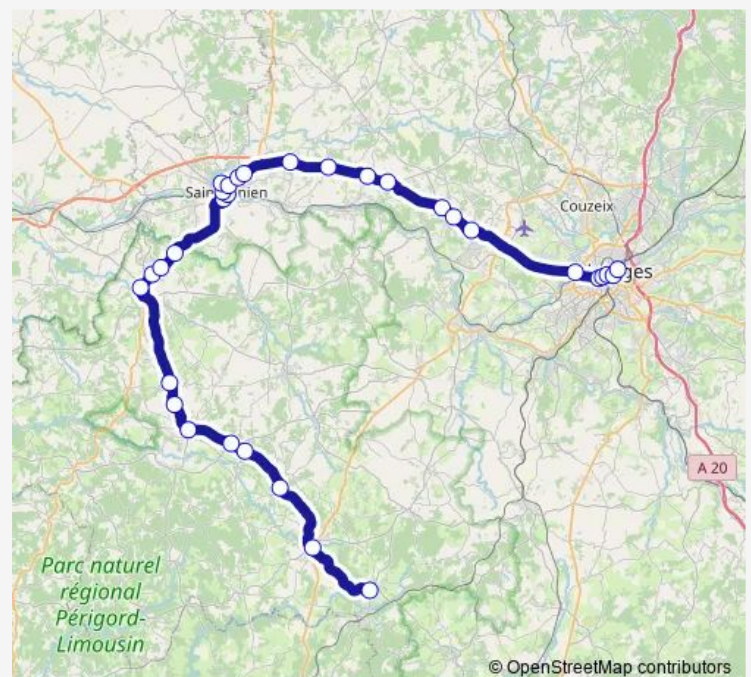 Couzeix
A 20
Parc naturel
régional
Périgord-
Limousin
© OpenStreetMap contributors